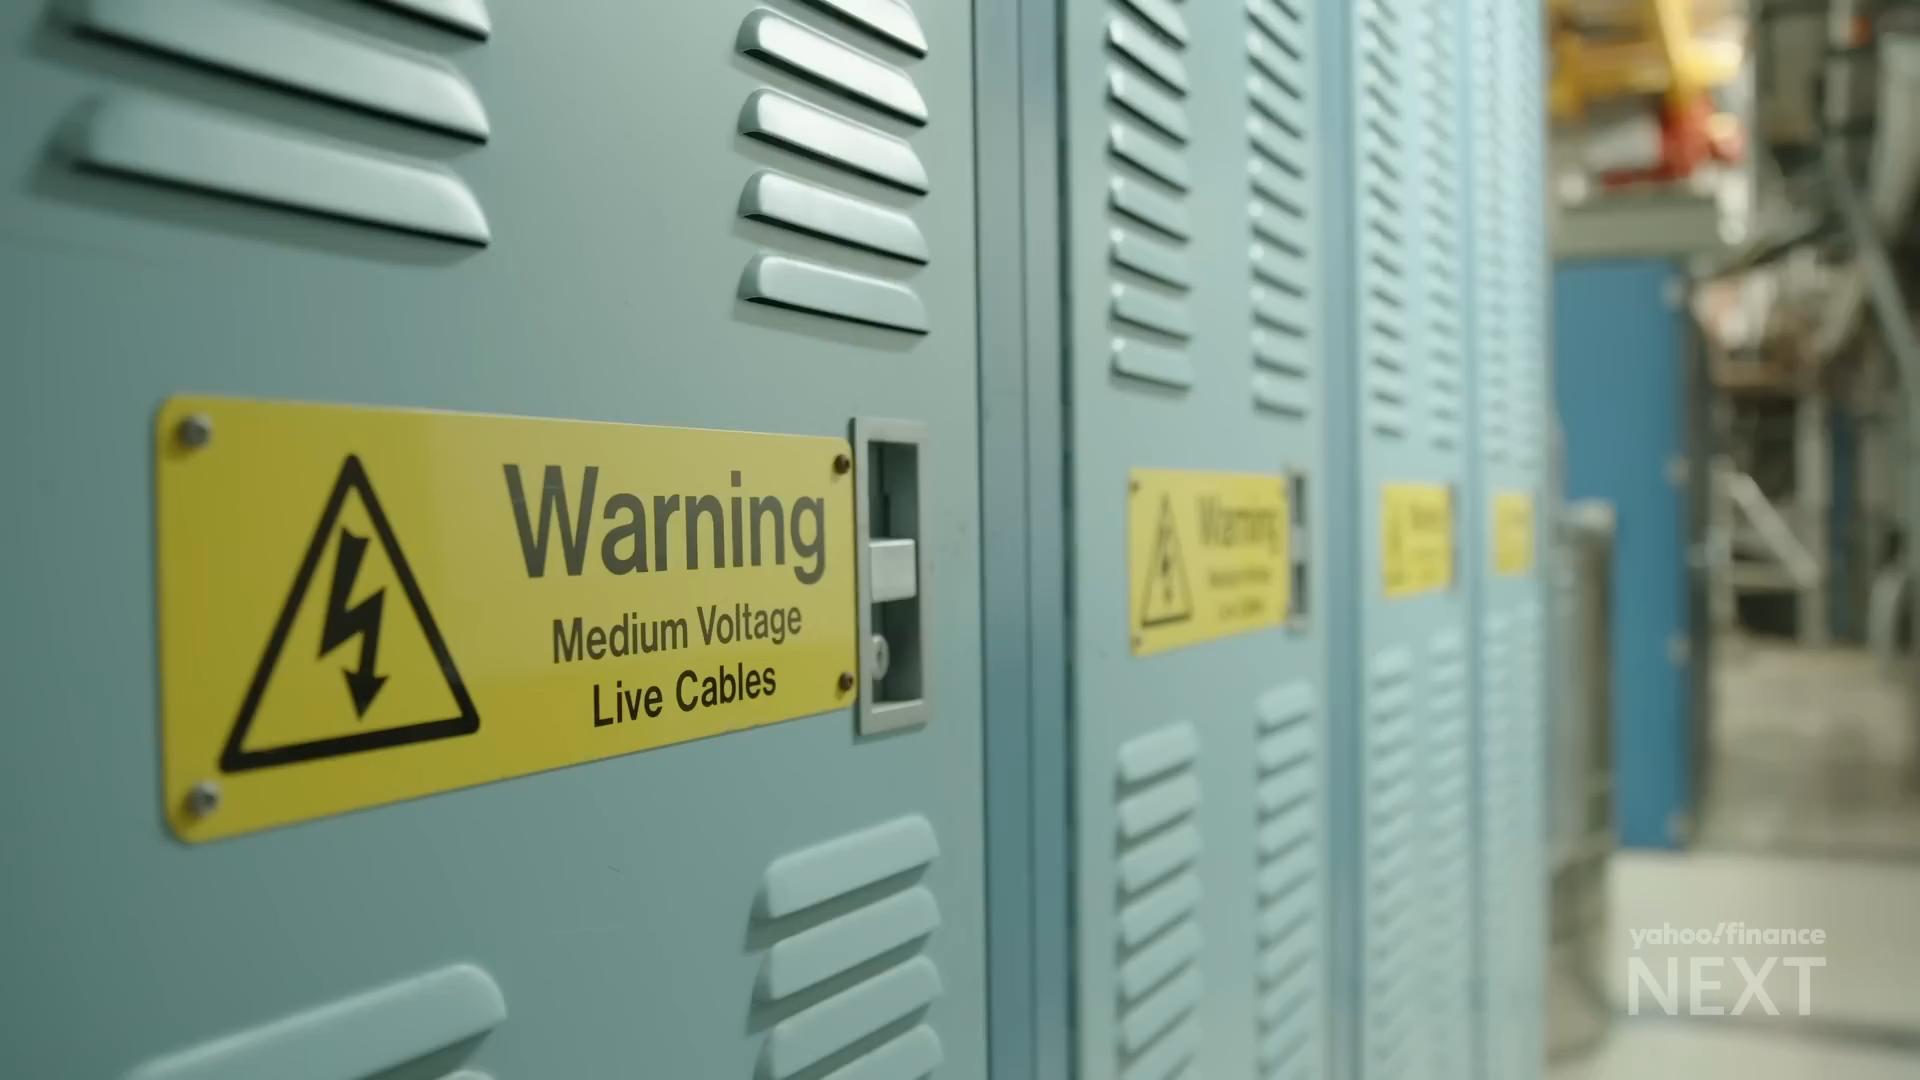 Warning
Medium Voltage
Live Cables
Warning
yahoo!finance
NEXT